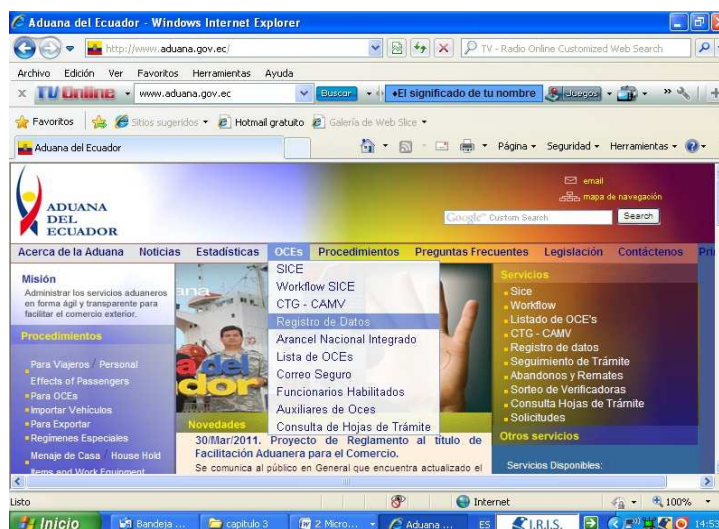 Aduana del Ecuador - Windows Internet Explorer
http://www.aduana.gov.ec/
TV - Radio Online Customized Web Search
Archivo Edición Ver Favoritos Herramientas Ayuda
TV Online www.aduana.gov.ec Buscar El significado de tu nombre Juegos
Favoritos Sitios sugeridos Hotmail gratuito Galería de Web Slice
Aduana del Ecuador Página Seguridad Herramientas
email
mapa de navegación
ADUANA
DEL
ECUADOR
Google™ Custom Search Search
Acerca de la Aduana Noticias Estadísticas OCEs Procedimientos Preguntas Frecuentes Legislación Contáctenos Pri
Misión
Administrar los servicios aduaneros
en forma ágil y transparente para
facilitar el comercio exterior.
Procedimientos
Para Viajeros / Personal
Effects of Passengers
Para OCEs
Importar Vehículos
Para Exportar
Regímenes Especiales
Menaje de Casa / House Hold
Items and Work Equipment
SICE
Workflow SICE
CTG - CAMV
Registro de Datos
Arancel Nacional Integrado
Lista de OCEs
Correo Seguro
Funcionarios Habilitados
Auxiliares de Oces
Consulta de Hojas de Trámite
Novedades
30/Mar/2011. Proyecto de Reglamento al título de
Facilitación Aduanera para el Comercio.
Se comunica al público en General que encuentra actualizado el
Servicios
Sice
Workflow
Listado de OCE's
CTG - CAMV
Registro de datos
Seguimiento de Trámite
Abandonos y Remates
Sorteo de Verificadoras
Consulta Hojas de Trámite
Solicitudes
Otros servicios
Servicios Disponibles:
Listo Internet 100%
Inicio Bandeja ... capitulo 3 2 Micro... Aduana ... ES I.R.I.S. 14:53